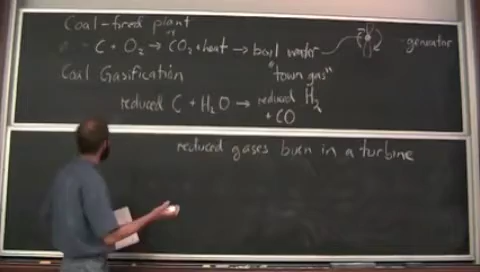 Coal-fired plant
C + O2 → CO2 + heat → boil water generator
Coal Gasification "town gas"
reduced C + H2O → reduced H2
+ CO
reduced gases burn in a turbine